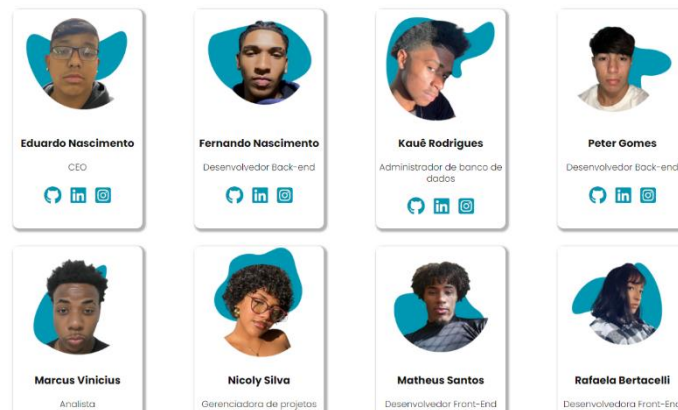 Eduardo Nascimento
CEO
Fernando Nascimento
Desenvolvedor Back-end
Kauê Rodrigues
Administrador de banco de
dados
Peter Gomes
Desenvolvedor Back-end
Marcus Vinicius
Analista
Nicoly Silva
Gerenciadora de projetos
Matheus Santos
Desenvolvedor Front-End
Rafaela Bertacelli
Desenvolvedora Front-End